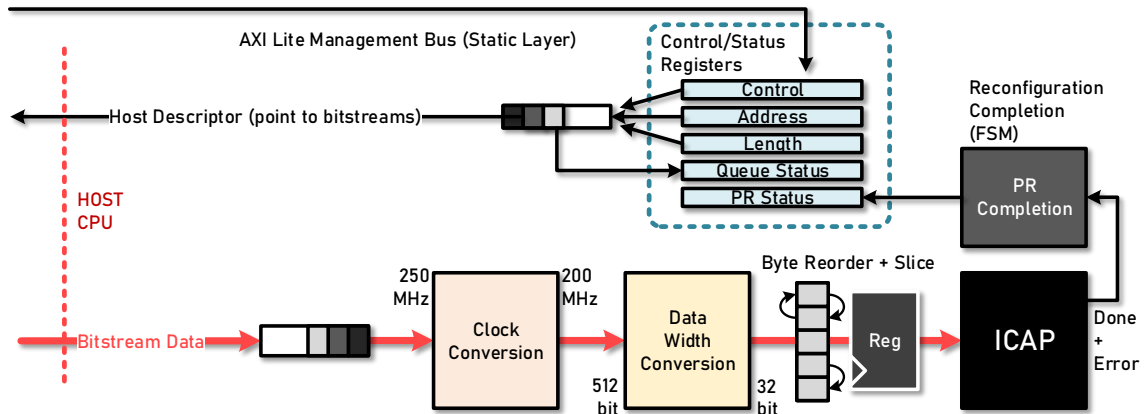 AXI Lite Management Bus (Static Layer)
Control/Status
Registers
Control
Address
Length
Queue Status
PR Status
Host Descriptor (point to bitstreams)
Reconfiguration
Completion
(FSM)
PR
Completion
HOST
CPU
Bitstream Data
250
MHz
Clock
Conversion
200
MHz
Data
Width
Conversion
512
bit
32
bit
Byte Reorder + Slice
Reg
ICAP
Done
+
Error